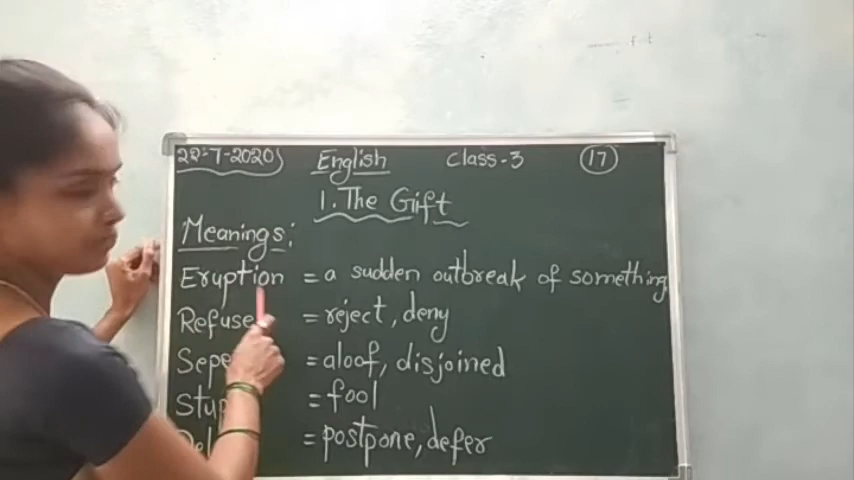 22-7-2020 English Class-3 17
1. The Gift
Meanings:
Eruption = a sudden outbreak of something
Refuse = reject, deny
= aloof, disjoined
= fool
= postpone, defer